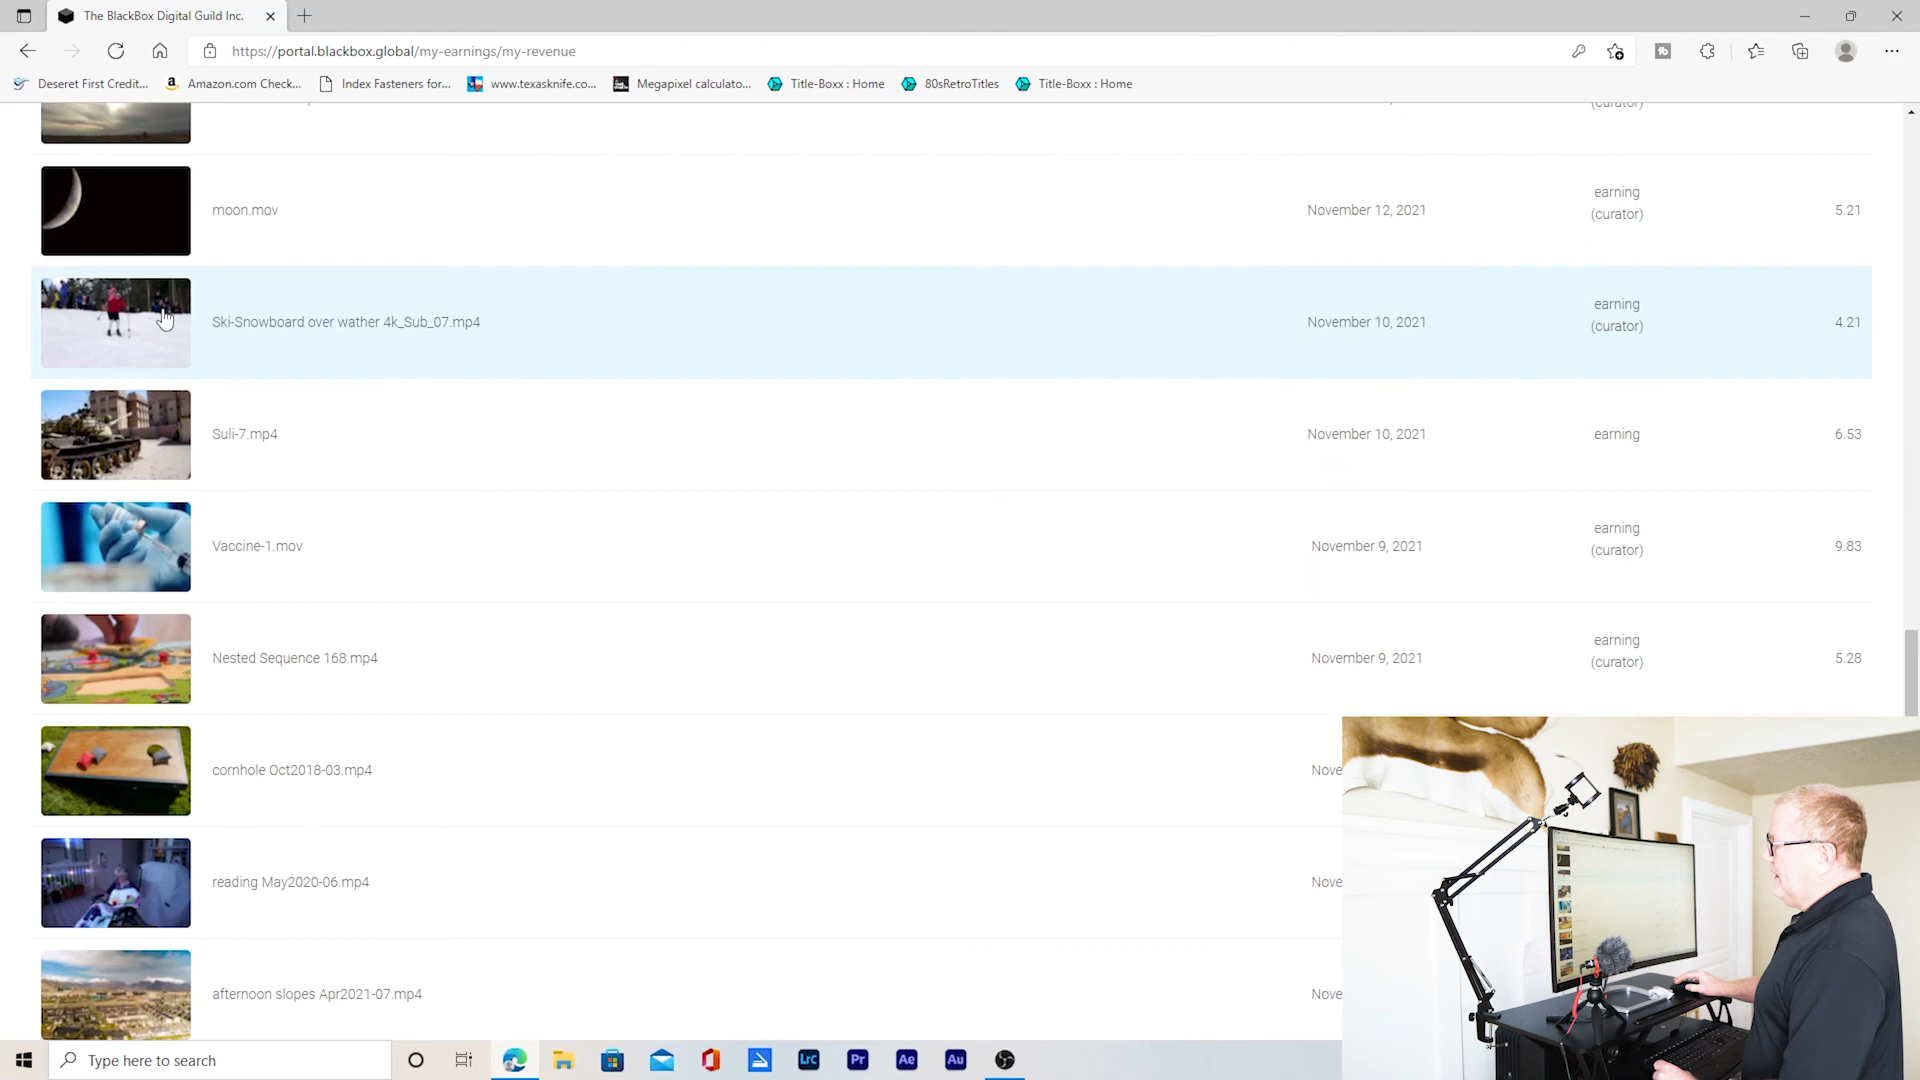 The BlackBox Digital Guild Inc.
https://portal.blackbox.global/my-earnings/my-revenue
Deseret First Credit...
Amazon.com Check...
Index Fasteners for...
www.texasknife.co...
Megapixel calculato...
Title-Boxx : Home
80sRetroTitles
Title-Boxx : Home
(curator)
moon.mov
November 12, 2021
earning
(curator)
5.21
Ski-Snowboard over wather 4k_Sub_07.mp4
November 10, 2021
earning
(curator)
4.21
Suli-7.mp4
November 10, 2021
earning
6.53
Vaccine-1.mov
November 9, 2021
earning
(curator)
9.83
Nested Sequence 168.mp4
November 9, 2021
earning
(curator)
5.28
cornhole Oct2018-03.mp4
Nove
reading May2020-06.mp4
Nove
afternoon slopes Apr2021-07.mp4
Nove
Type here to search
Lrc
Pr
Ae
Au